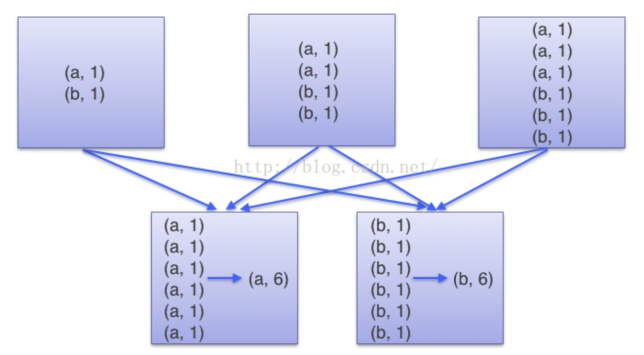 (a, 1)
(b, 1)
(a, 1)
(a, 1)
(b, 1)
(b, 1)
(a, 1)
(a, 1)
(a, 1)
(b, 1)
(b, 1)
(b, 1)
http://blog.csdn.net/
(a, 1)
(a, 1)
(a, 1)
(a, 1)
(a, 1)
(a, 1)
(a, 6)
(b, 1)
(b, 1)
(b, 1)
(b, 1)
(b, 1)
(b, 1)
(b, 6)